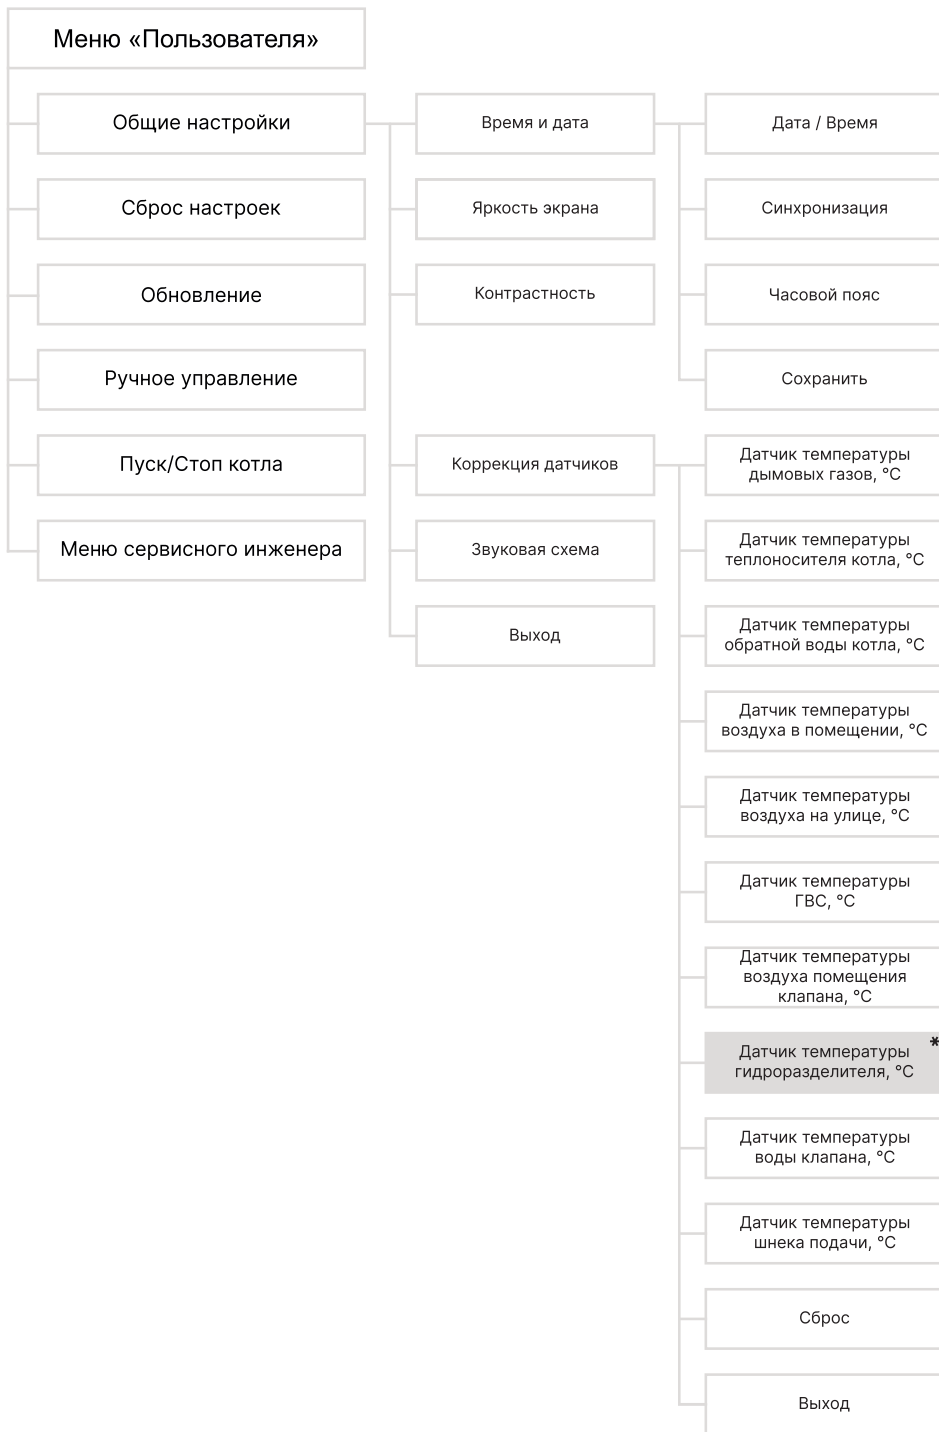 Меню «Пользователя»
Общие настройки
Сброс настроек
Обновление
Ручное управление
Пуск/Стоп котла
Меню сервисного инженера
Время и дата
Яркость экрана
Контрастность
Коррекция датчиков
Звуковая схема
Выход
Дата / Время
Синхронизация
Часовой пояс
Сохранить
Датчик температуры
дымовых газов, °C
Датчик температуры
теплоносителя котла, °C
Датчик температуры
обратной воды котла, °C
Датчик температуры
воздуха в помещении, °C
Датчик температуры
воздуха на улице, °C
Датчик температуры
ГВС, °C
Датчик температуры
воздуха помещения
клапана, °C
Датчик температуры *
гидроразделителя, °C
Датчик температуры
воды клапана, °C
Датчик температуры
шнека подачи, °C
Сброс
Выход